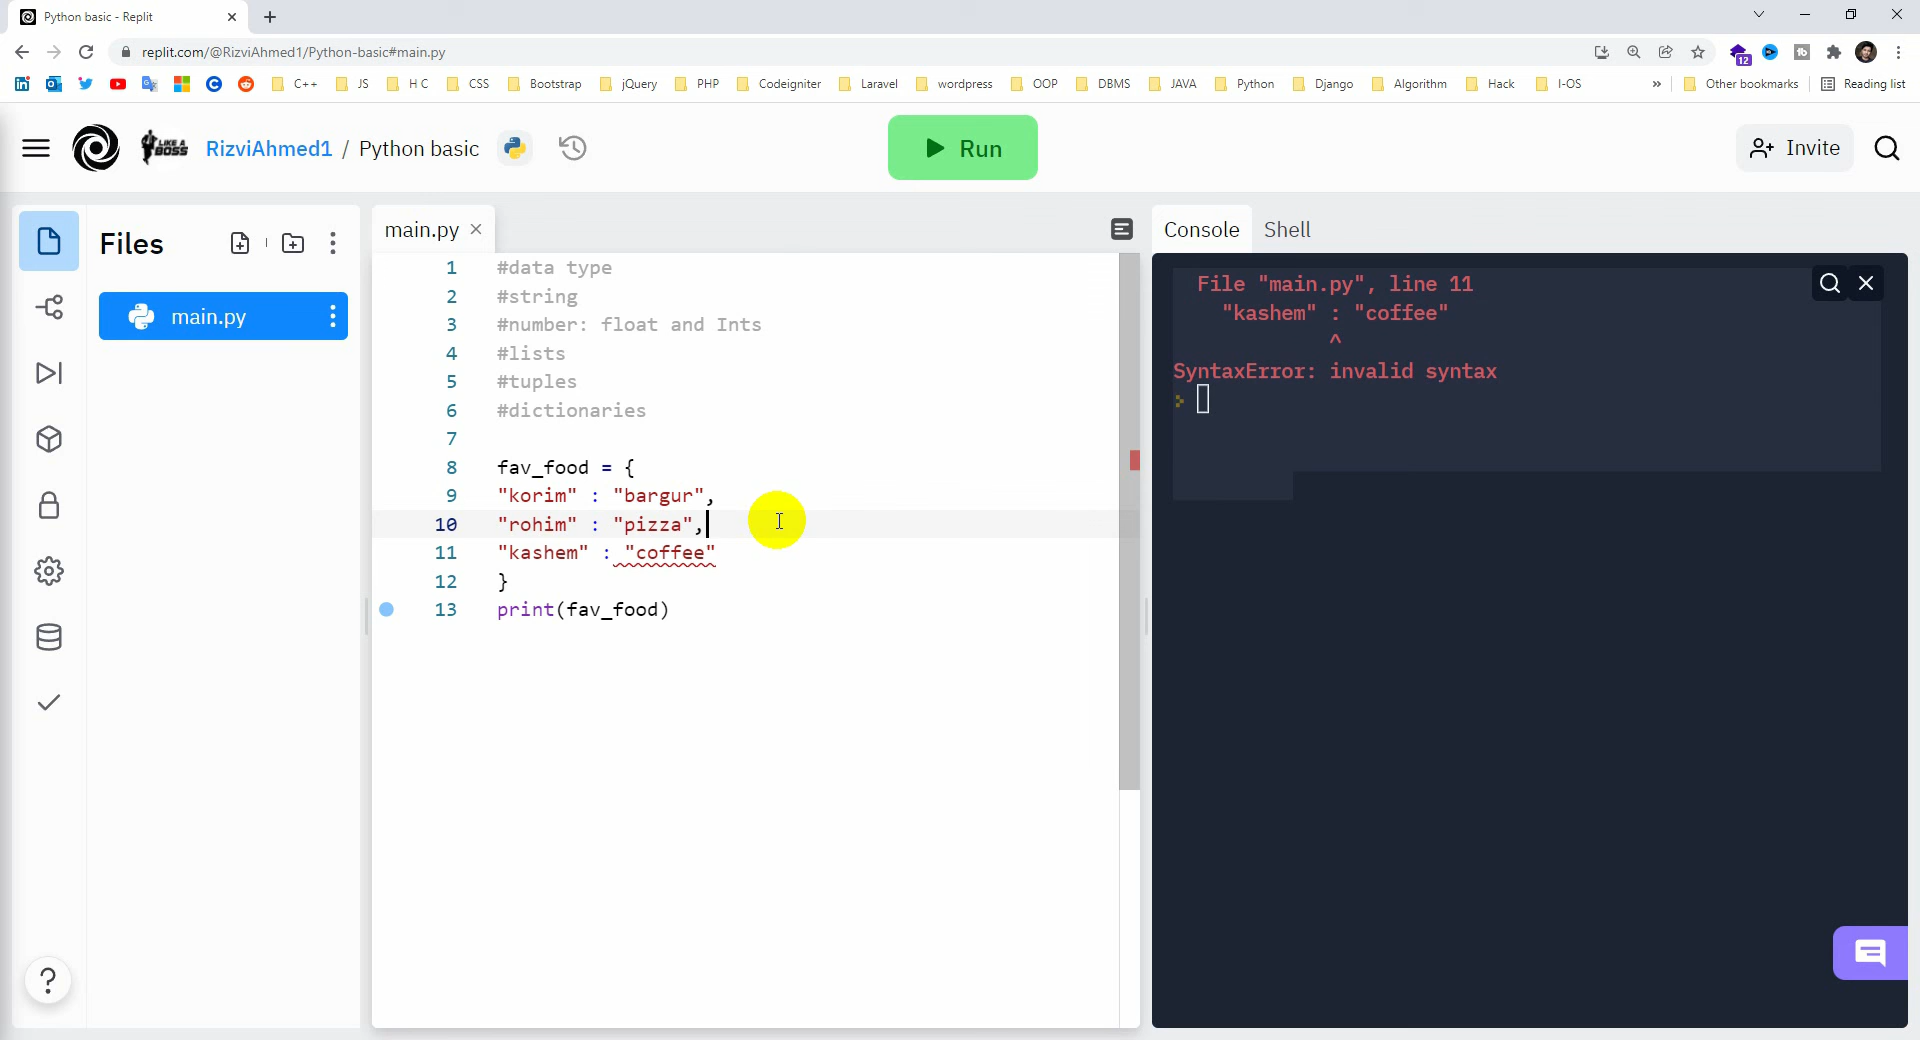 Python basic - Replit
replit.com/@RizviAhmed1/Python-basic#main.py
12
C++ JS H C CSS Bootstrap jQuery PHP Codeigniter Laravel wordpress OOP DBMS JAVA Python Django Algorithm Hack I-OS » Other bookmarks Reading list
LIKE A BOSS
RizviAhmed1 / Python basic
Run
Invite
Files
main.py
main.py
1 #data type
2 #string
3 #number: float and Ints
4 #lists
5 #tuples
6 #dictionaries
7
8 fav_food = {
9 "korim" : "bargur",
10 "rohim" : "pizza",
11 "kashem" : "coffee"
12 }
13 print(fav_food)
Console Shell
File "main.py", line 11
"kashem" : "coffee"
^
SyntaxError: invalid syntax
>
?